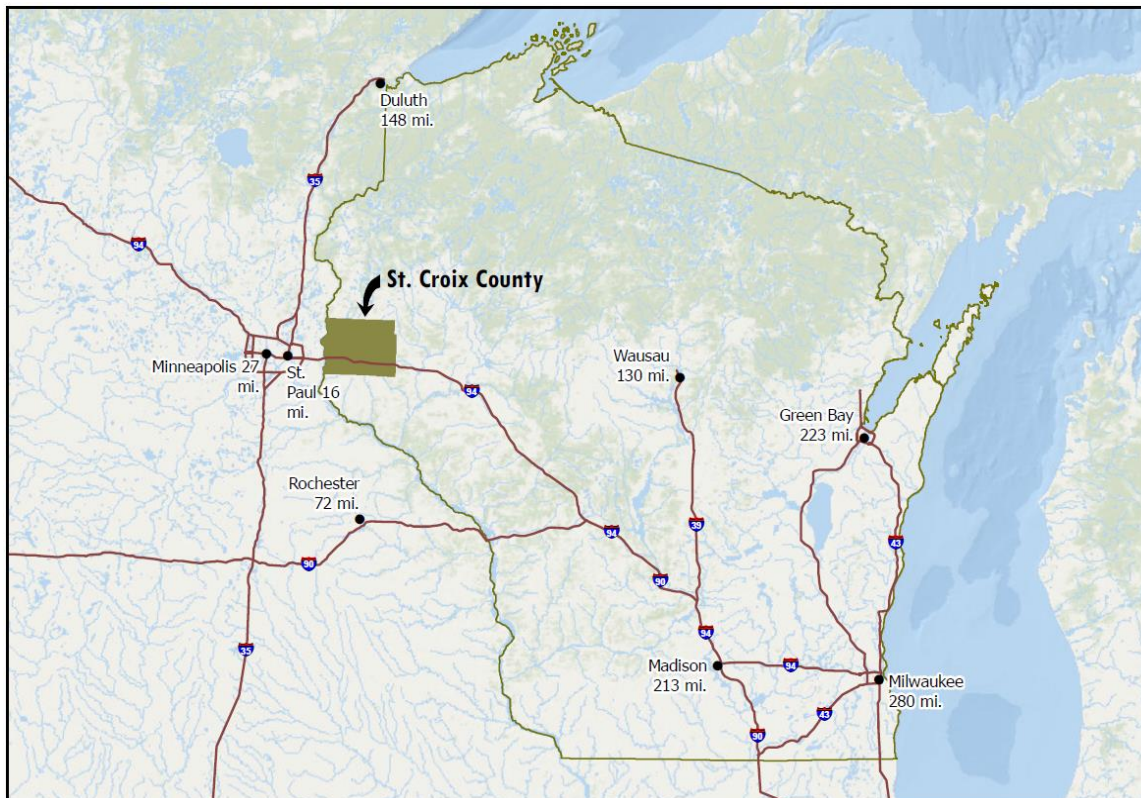 Duluth
148 mi.
35
94
St. Croix County
Minneapolis 27
mi.
St.
Paul 16
mi.
94
Wausau
130 mi.
Green Bay
223 mi.
Rochester
72 mi.
39
94
43
90
90
35
94
Madison
213 mi.
94
Milwaukee
280 mi.
43
90